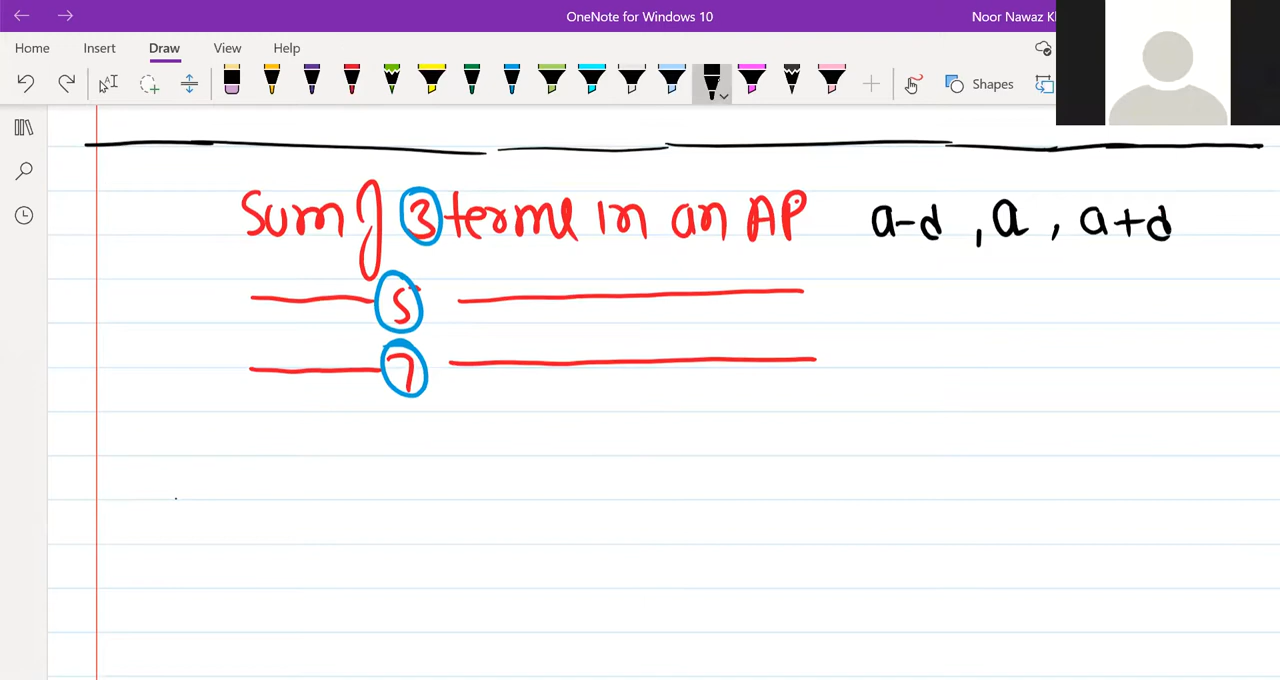 OneNote for Windows 10
Noor Nawaz
Home Insert Draw View Help
Shapes
Sum of 3 terms in an AP a-d , a , a+d
5
7